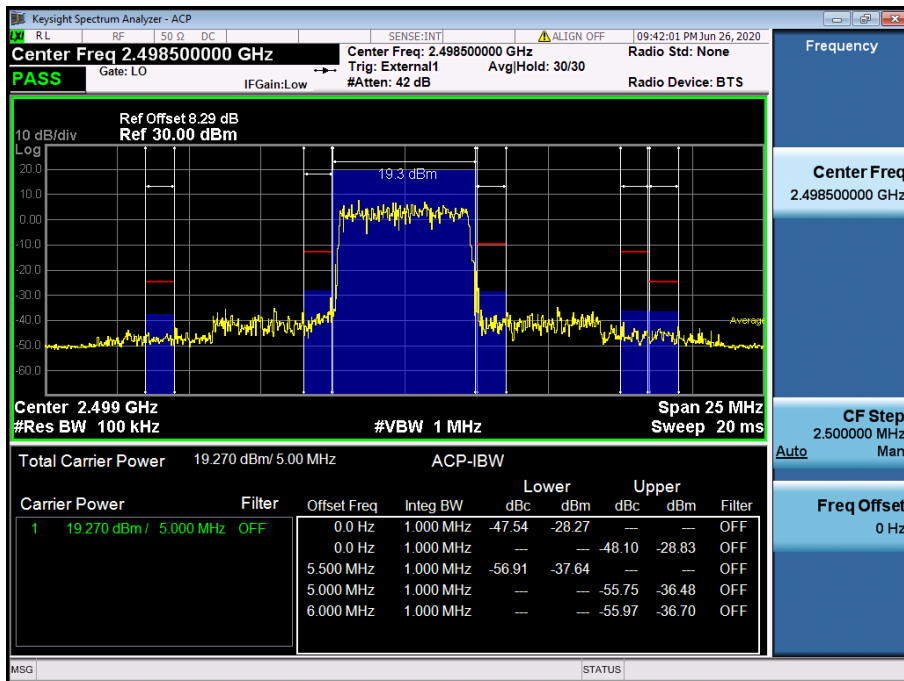 Keysight Spectrum Analyzer - ACP
LXI RL RF 50 Ω DC SENSE:INT ALIGN OFF 09:42:01 PM Jun 26, 2020
Center Freq 2.498500000 GHz
Center Freq: 2.498500000 GHz Radio Std: None
PASS Gate: LO Trig: External1 Avg|Hold: 30/30
IFGain:Low #Atten: 42 dB Radio Device: BTS
Ref Offset 8.29 dB
10 dB/div Ref 30.00 dBm
Log
19.3 dBm
20.0
10.0
0.00
-10.0
-20.0
-30.0
-40.0
Average
-50.0
-60.0
Center 2.499 GHz Span 25 MHz
#Res BW 100 kHz #VBW 1 MHz Sweep 20 ms
Total Carrier Power 19.270 dBm/ 5.00 MHz ACP-IBW
Lower Upper
Carrier Power Filter Offset Freq Integ BW dBc dBm dBc dBm Filter
1 19.270 dBm / 5.000 MHz OFF 0.0 Hz 1.000 MHz -47.54 -28.27 --- --- OFF
0.0 Hz 1.000 MHz --- --- -48.10 -28.83 OFF
5.500 MHz 1.000 MHz -56.91 -37.64 --- --- OFF
5.000 MHz 1.000 MHz --- --- -55.75 -36.48 OFF
6.000 MHz 1.000 MHz --- --- -55.97 -36.70 OFF
MSG STATUS
Frequency
Center Freq
2.498500000 GHz
CF Step
2.500000 MHz
Auto Man
Freq Offset
0 Hz